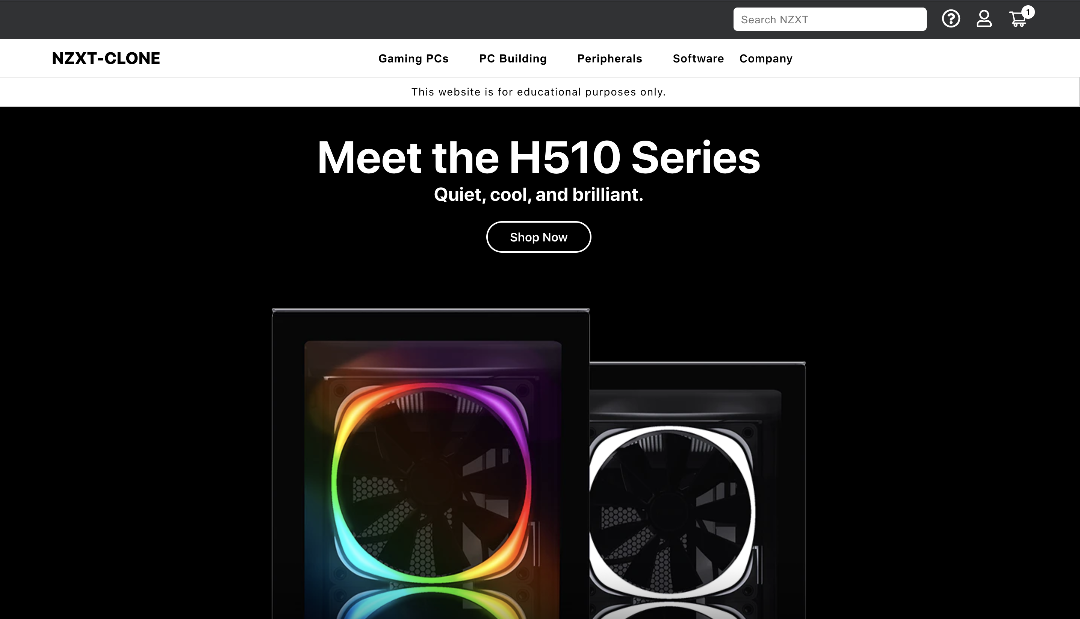 Search NZXT
1
NZXT-CLONE
Gaming PCs PC Building Peripherals Software Company
This website is for educational purposes only.
Meet the H510 Series
Quiet, cool, and brilliant.
Shop Now